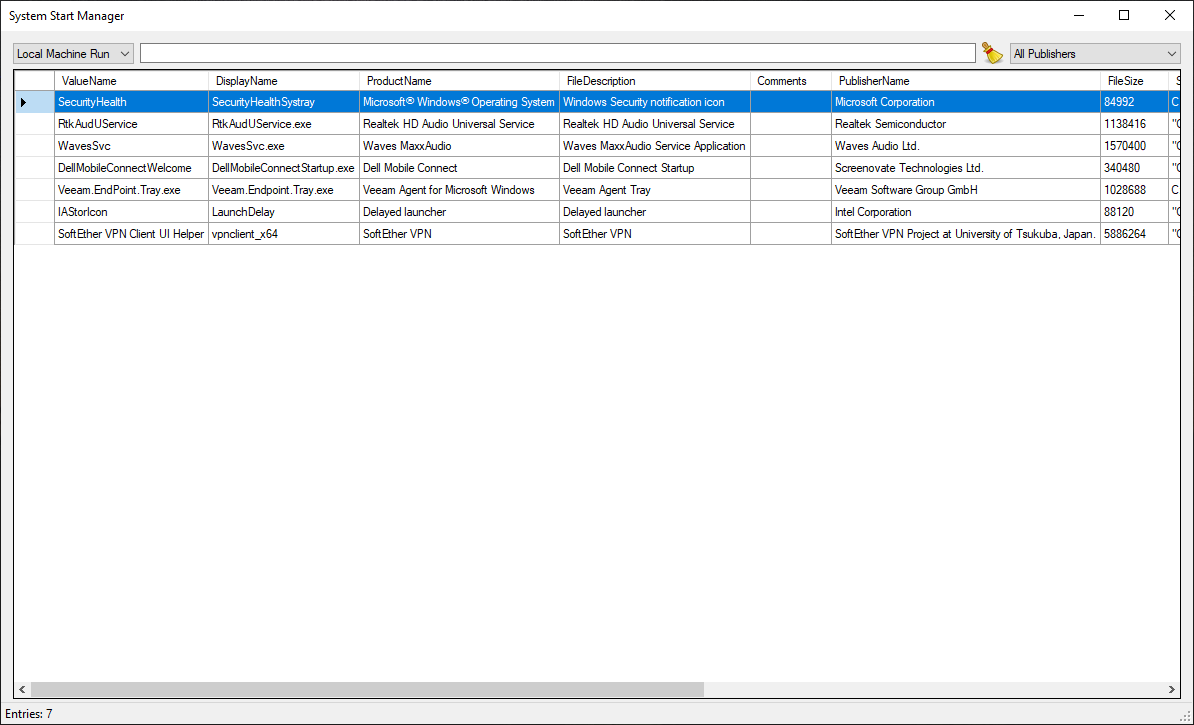 System Start Manager
Local Machine Run All Publishers
ValueName DisplayName ProductName FileDescription Comments PublisherName FileSize S
SecurityHealth SecurityHealthSystray Microsoft® Windows® Operating System Windows Security notification icon Microsoft Corporation 84992 C
RtkAudUService RtkAudUService.exe Realtek HD Audio Universal Service Realtek HD Audio Universal Service Realtek Semiconductor 1138416 "C
WavesSvc WavesSvc.exe Waves MaxxAudio Waves MaxxAudio Service Application Waves Audio Ltd. 1570400 "C
DellMobileConnectWelcome DellMobileConnectStartup.exe Dell Mobile Connect Dell Mobile Connect Startup Screenovate Technologies Ltd. 340480 "C
Veeam.EndPoint.Tray.exe Veeam.Endpoint.Tray.exe Veeam Agent for Microsoft Windows Veeam Agent Tray Veeam Software Group GmbH 1028688 C
IAStorIcon LaunchDelay Delayed launcher Delayed launcher Intel Corporation 88120 "C
SoftEther VPN Client UI Helper vpnclient_x64 SoftEther VPN SoftEther VPN SoftEther VPN Project at University of Tsukuba, Japan. 5886264 "C
Entries: 7